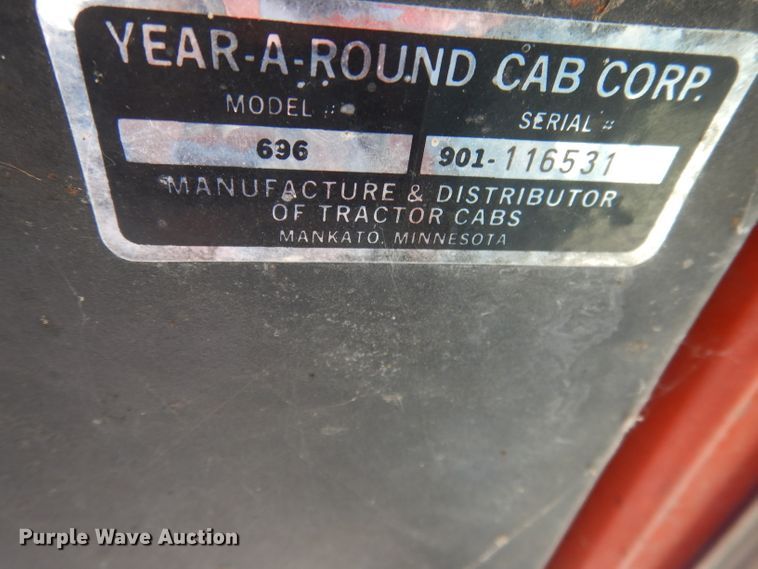 YEAR-A-ROUND CAB CORP.
MODEL #
SERIAL #
696
901-116531
MANUFACTURE & DISTRIBUTOR
OF TRACTOR CABS
MANKATO, MINNESOTA
Purple Wave Auction